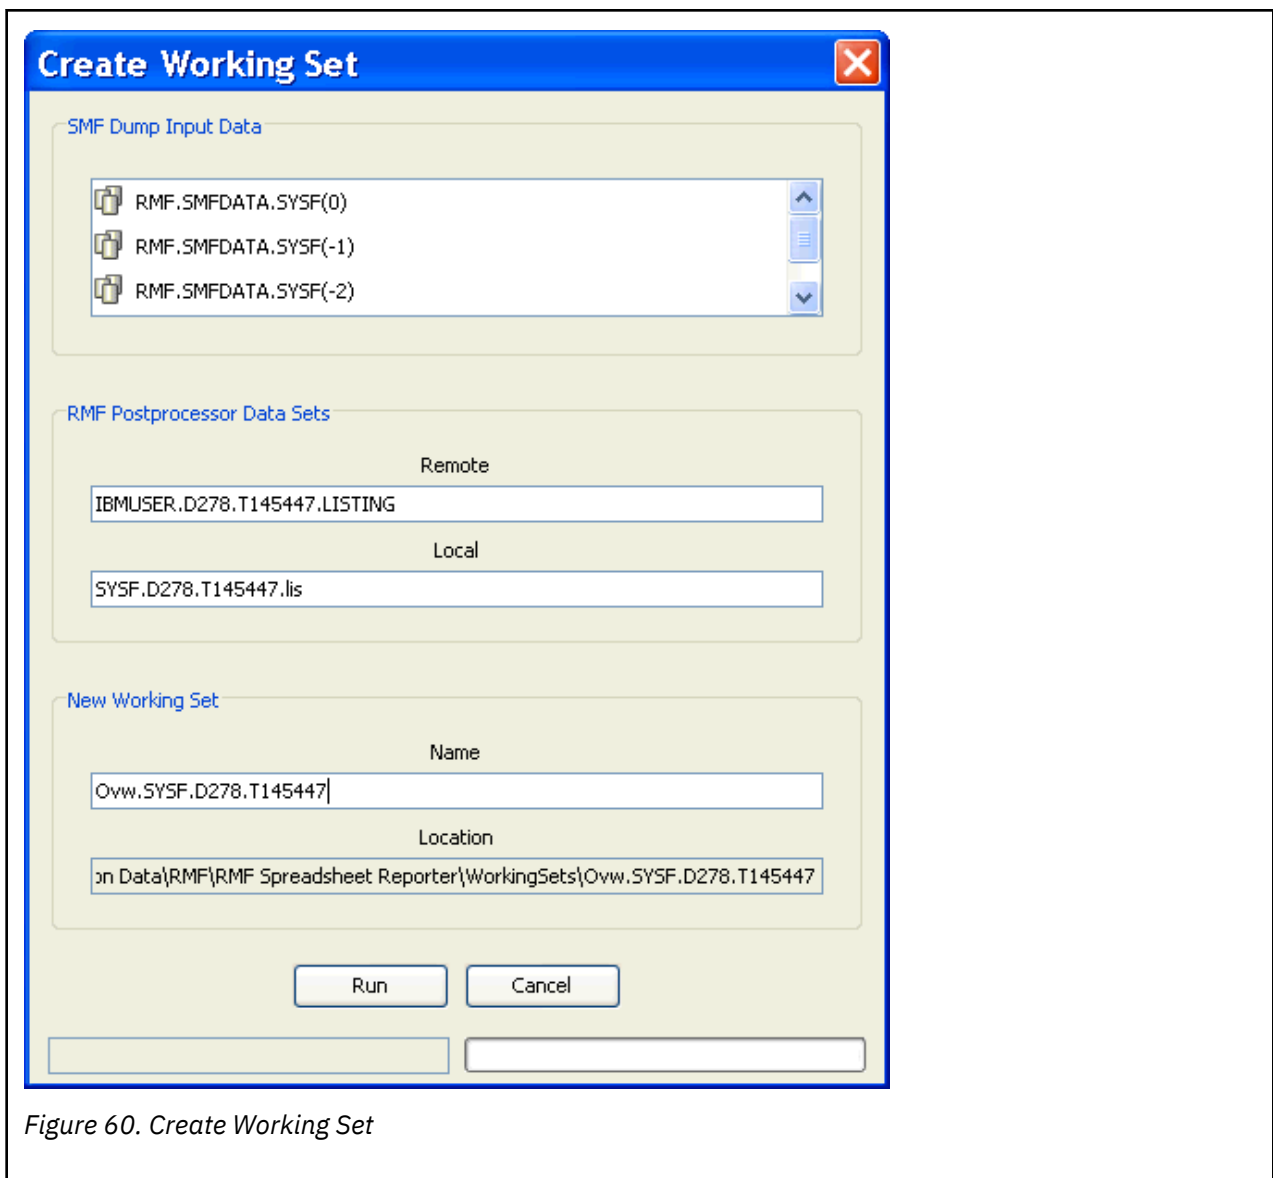 Create Working Set
SMF Dump Input Data
RMF.SMFDATA.SYSF(0)
RMF.SMFDATA.SYSF(-1)
RMF.SMFDATA.SYSF(-2)
RMF Postprocessor Data Sets
Remote
IBMUSER.D278.T145447.LISTING
Local
SYSF.D278.T145447.lis
New Working Set
Name
Ovw.SYSF.D278.T145447
Location
on Data\RMF\RMF Spreadsheet Reporter\WorkingSets\Ovw.SYSF.D278.T145447
Run Cancel
Figure 60. Create Working Set